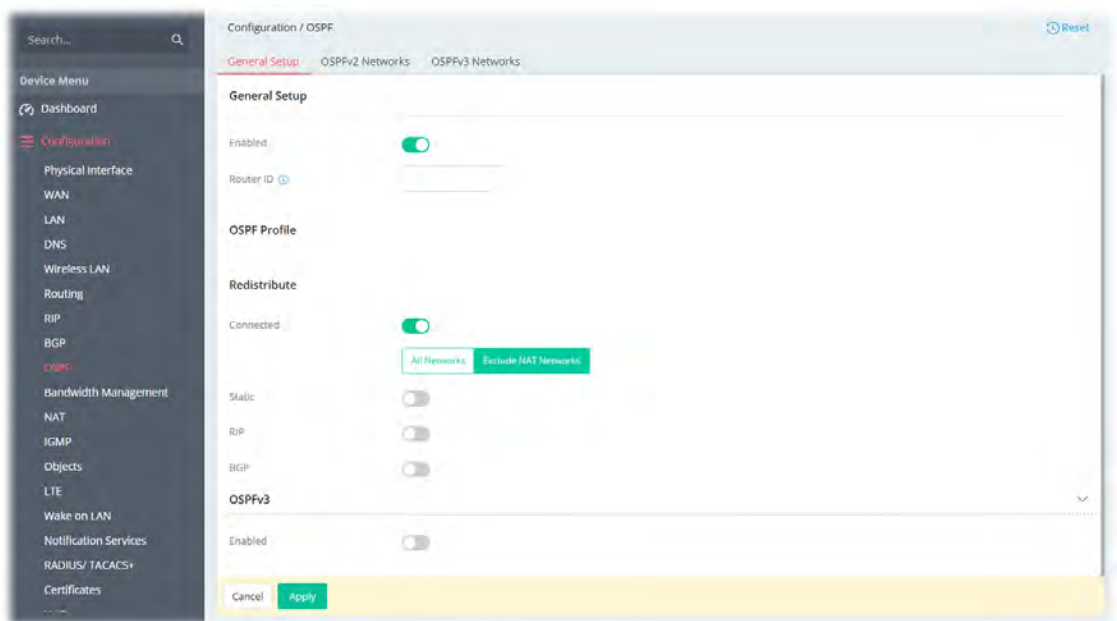 Search...
Device Menu
Dashboard
Configuration
Physical Interface
WAN
LAN
DNS
Wireless LAN
Routing
RIP
BGP
OSPF
Bandwidth Management
NAT
IGMP
Objects
LTE
Wake on LAN
Notification Services
RADIUS/ TACACS+
Certificates
Configuration / OSPF
Reset
General Setup OSPFv2 Networks OSPFv3 Networks
General Setup
Enabled
Router ID
OSPF Profile
Redistribute
Connected
All Networks Exclude NAT Networks
Static
RIP
BGP
OSPFv3
Enabled
Cancel Apply